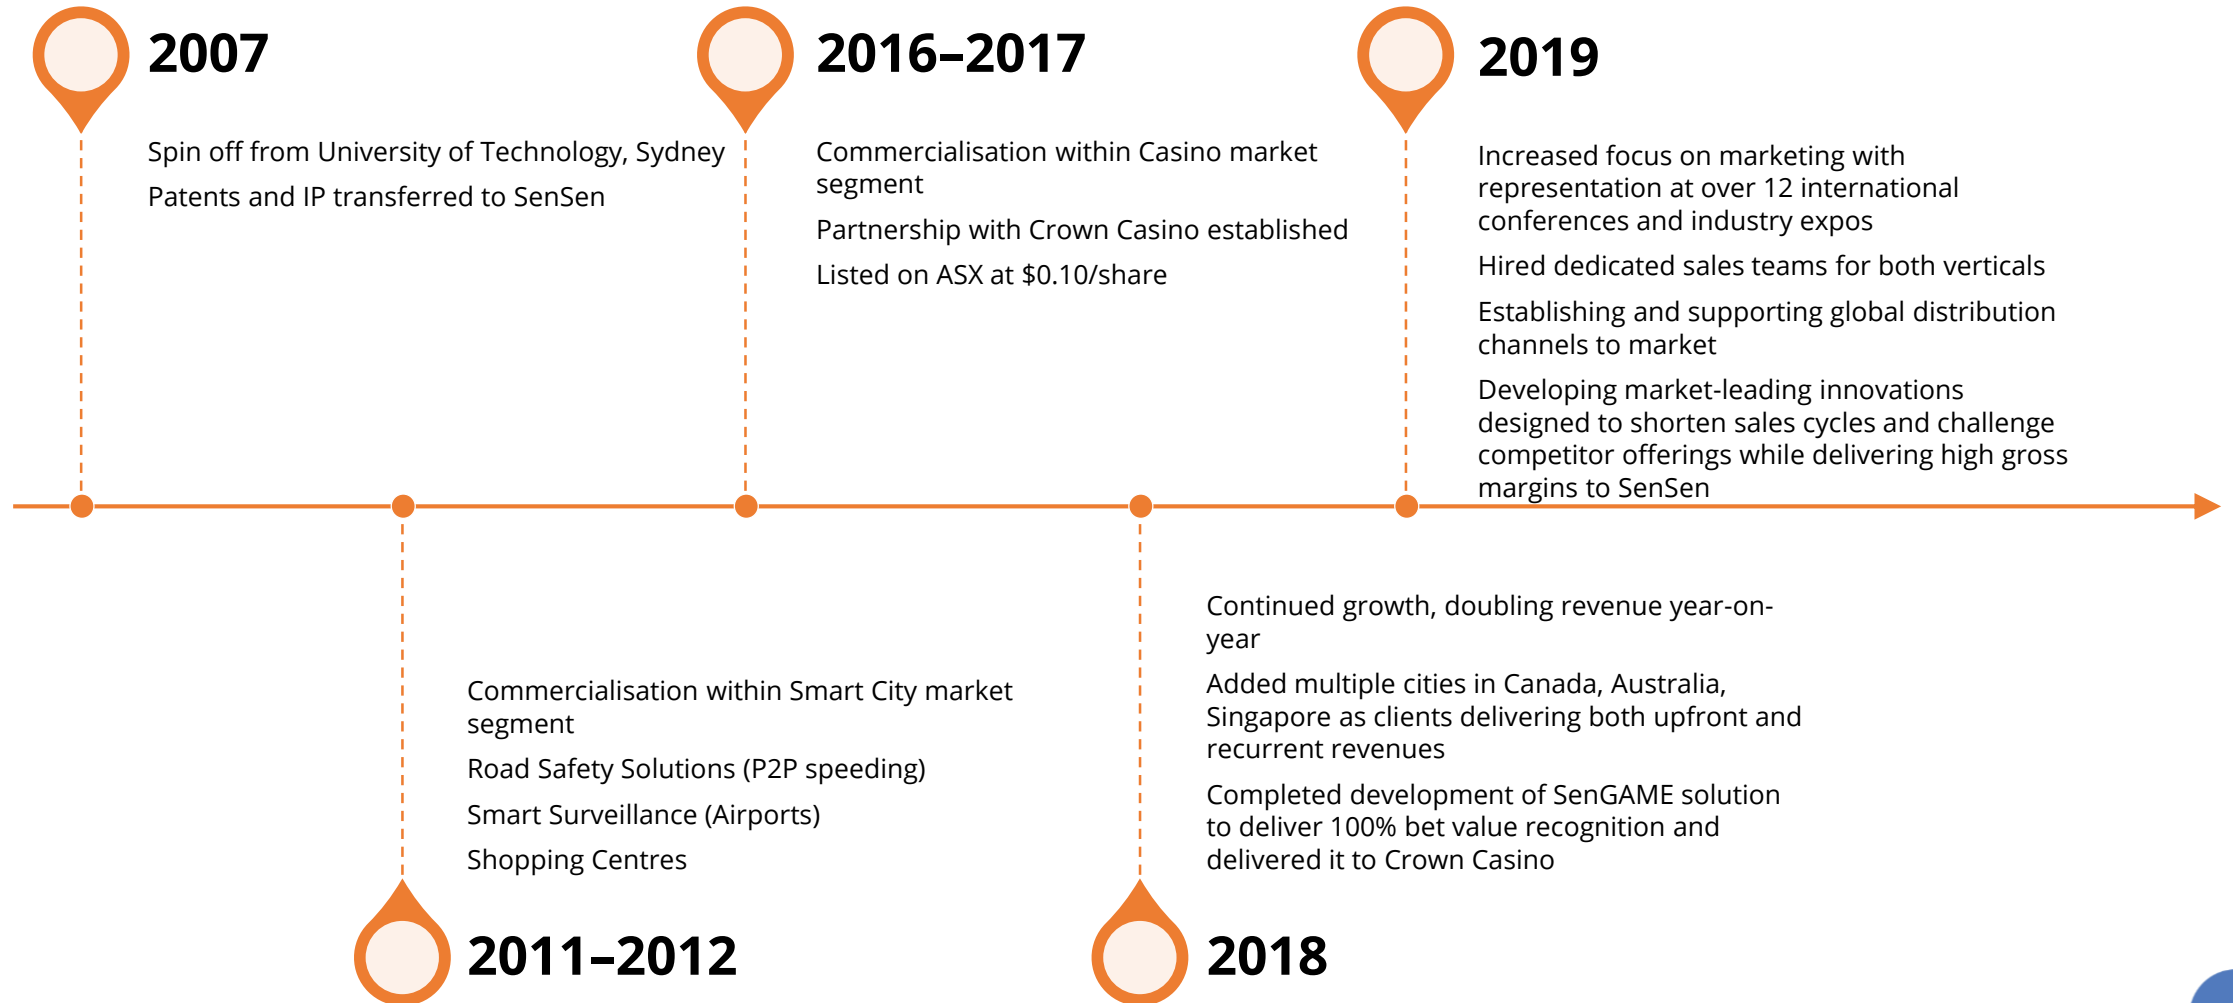 2007
Spin off from University of Technology, Sydney
Patents and IP transferred to SenSen
2016–2017
Commercialisation within Casino market
segment
Partnership with Crown Casino established
Listed on ASX at $0.10/share
2019
Increased focus on marketing with
representation at over 12 international
conferences and industry expos
Hired dedicated sales teams for both verticals
Establishing and supporting global distribution
channels to market
Developing market-leading innovations
designed to shorten sales cycles and challenge
competitor offerings while delivering high gross
margins to SenSen
Commercialisation within Smart City market
segment
Road Safety Solutions (P2P speeding)
Smart Surveillance (Airports)
Shopping Centres
2011–2012
Continued growth, doubling revenue year-on-
year
Added multiple cities in Canada, Australia,
Singapore as clients delivering both upfront and
recurrent revenues
Completed development of SenGAME solution
to deliver 100% bet value recognition and
delivered it to Crown Casino
2018